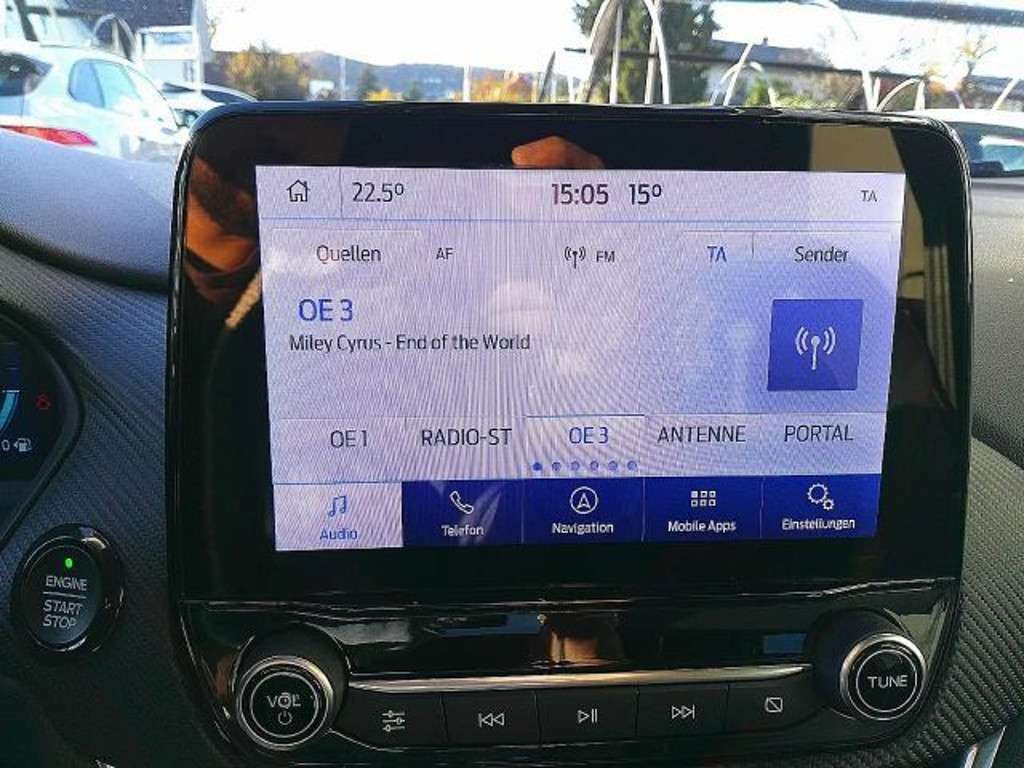 22.5° 15:05 15° TA
Quellen AF FM TA Sender
OE 3
Miley Cyrus - End of the World
OE 1 RADIO-ST OE 3 ANTENNE PORTAL
Audio Telefon Navigation Mobile Apps Einstellungen
0
ENGINE
START
STOP
VOL
TUNE